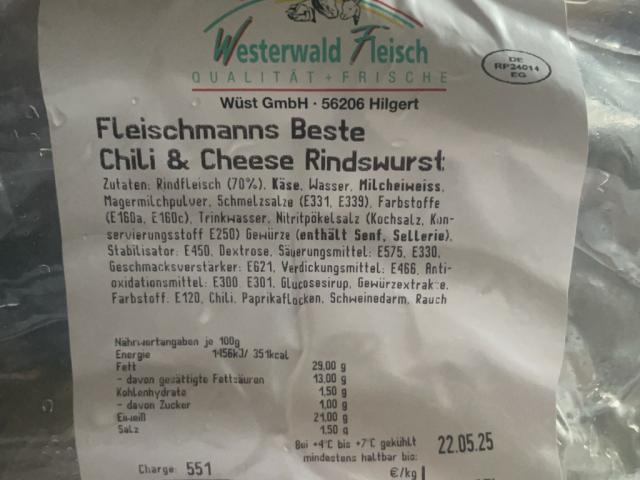 Westerwald Fleisch
QUALITÄT + FRISCHE
DE
RP24014
EG
Wüst GmbH · 56206 Hilgert
Fleischmanns Beste
Chili & Cheese Rindswurst
Zutaten: Rindfleisch (70%), Käse, Wasser, Milcheiweiss,
Magermilchpulver, Schmelzsalze (E331, E339), Farbstoffe
(E160a, E160c), Trinkwasser, Nitritpökelsalz (Kochsalz, Kon-
servierungsstoff E250) Gewürze (enthält Senf, Sellerie),
Stabilisator: E450, Dextrose, Säuerungsmittel: E575, E330,
Geschmacksverstärker: E621, Verdickungsmittel: E466, Anti-
oxidationsmittel: E300 E301, Glucosesirup, Gewürzextrakte,
Farbstoff: E120, Chili, Paprikaflocken, Schweinedarm, Rauch
Nährwertangaben je 100g
Energie 1456kJ/ 351kcal
Fett 29,00 g
- davon gesättigte Fettsäuren 13,00 g
Kohlenhydrate 1,50 g
- davon Zucker 1,00 g
Eiweiß 21,00 g
Salz 1,50 g
Bei +4°C bis +7°C gekühlt
mindestens haltbar bis: 22.05.25
Charge: 551 €/kg